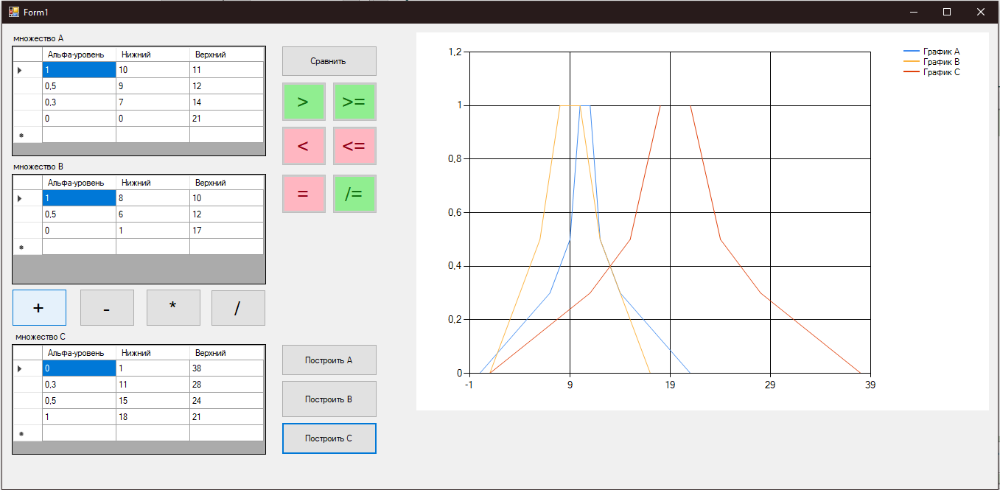 Form1
множество A
Альфа-уровень Нижний Верхний
1 10 11
0,5 9 12
0,3 7 14
0 0 21
множество B
Альфа-уровень Нижний Верхний
1 8 10
0,5 6 12
0 1 17
+ - * /
множество C
Альфа-уровень Нижний Верхний
0 1 38
0,3 11 28
0,5 15 24
1 18 21
Сравнить
> >=
< <=
= /=
Построить A
Построить B
Построить C
1,2
1
0,8
0,6
0,4
0,2
0
-1 9 19 29 39
График A
График B
График C